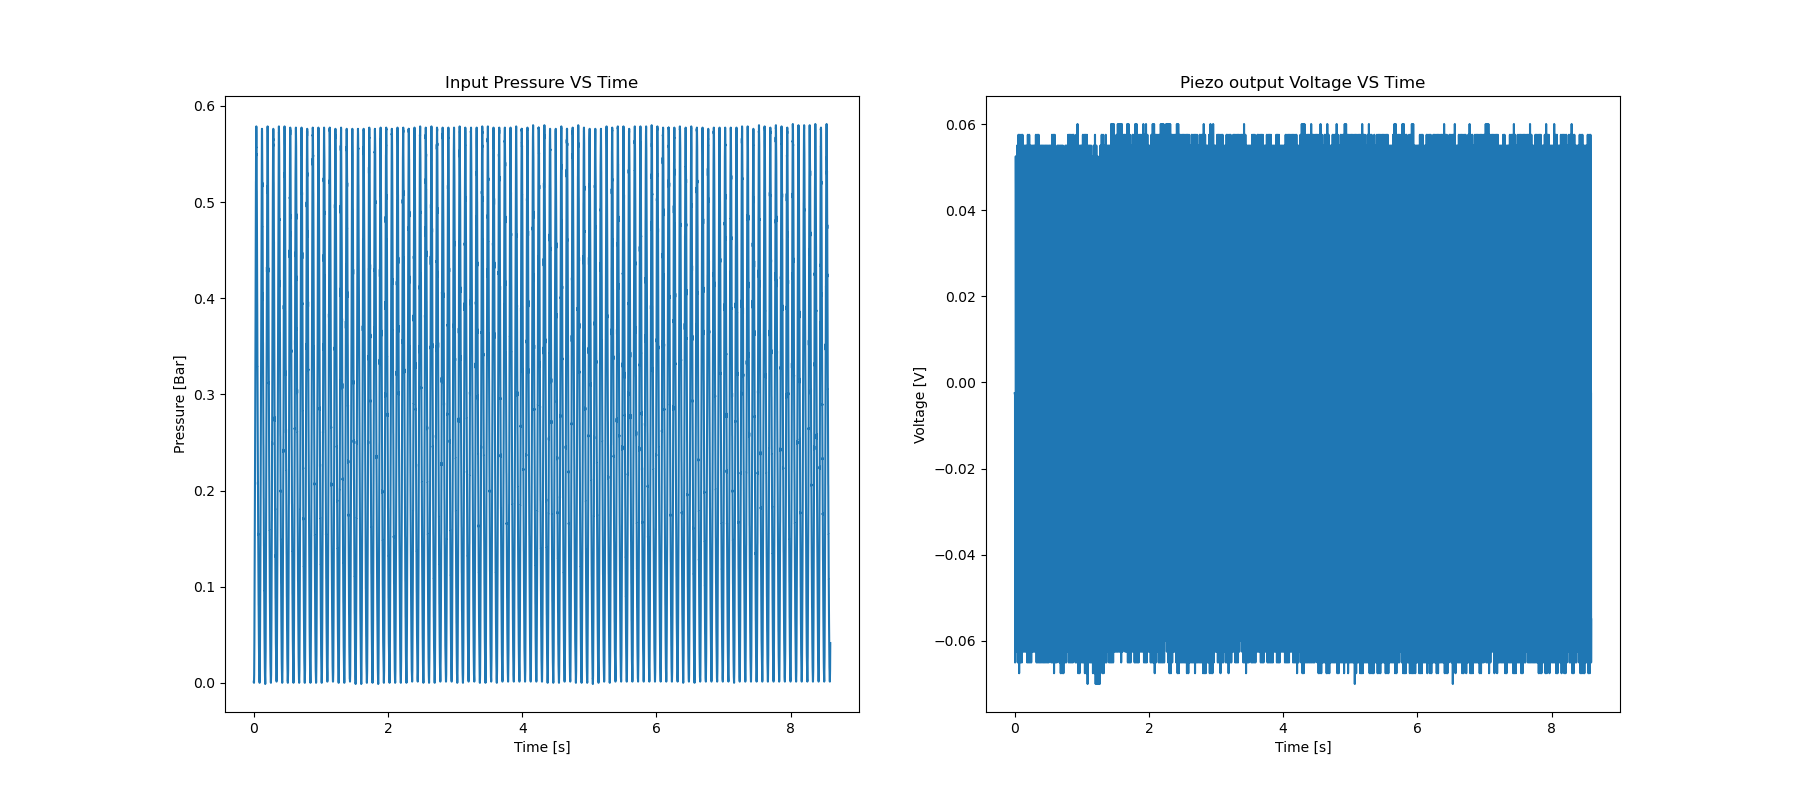 Input Pressure VS Time
0.6
0.5
0.4
0.3
0.2
0.1
0.0
Pressure [Bar]
0 2 4 6 8
Time [s]
Piezo output Voltage VS Time
0.06
0.04
0.02
0.00
−0.02
−0.04
−0.06
Voltage [V]
0 2 4 6 8
Time [s]